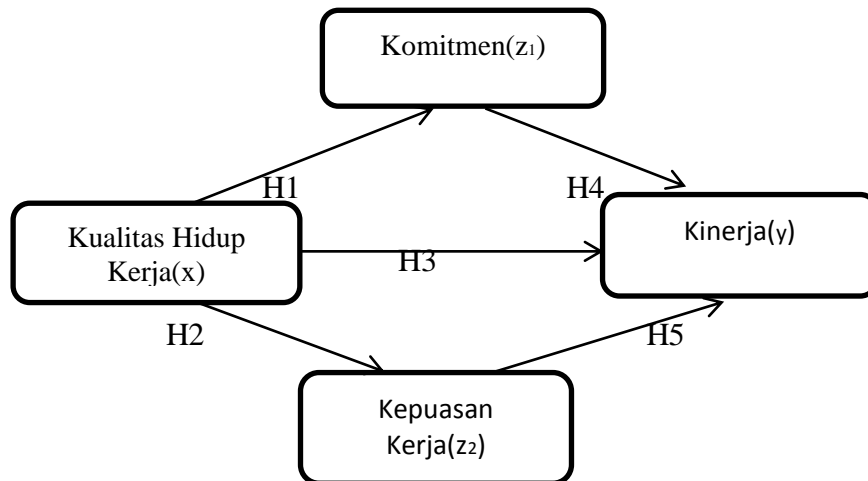 Komitmen(z₁)
H1
H4
Kualitas Hidup
Kerja(x)
H3
Kinerja(y)
H2
H5
Kepuasan
Kerja(z₂)